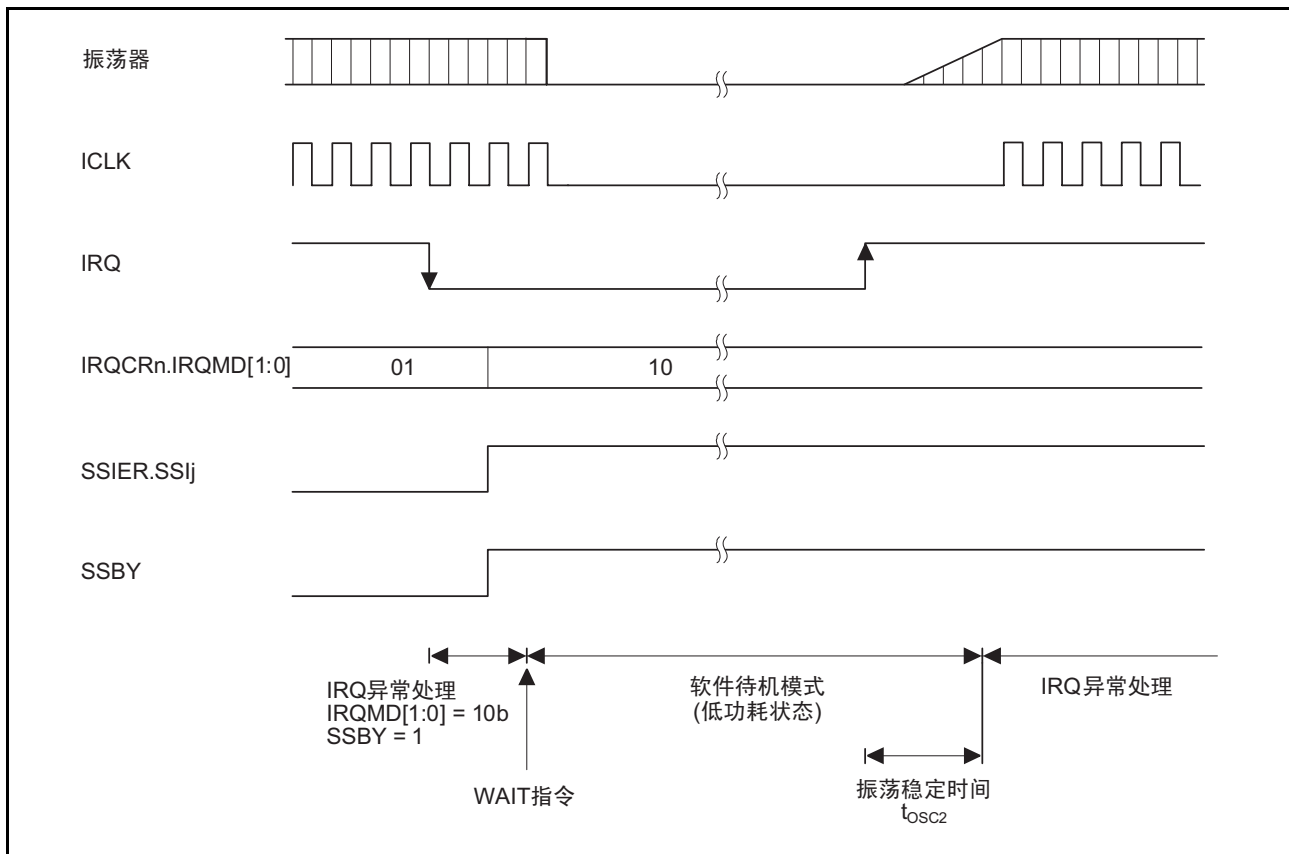 振荡器
ICLK
IRQ
IRQCRn.IRQMD[1:0]
01
10
SSIER.SSIj
SSBY
IRQ异常处理
IRQMD[1:0] = 10b
SSBY = 1
软件待机模式
(低功耗状态)
IRQ异常处理
WAIT指令
振荡稳定时间
tOSC2